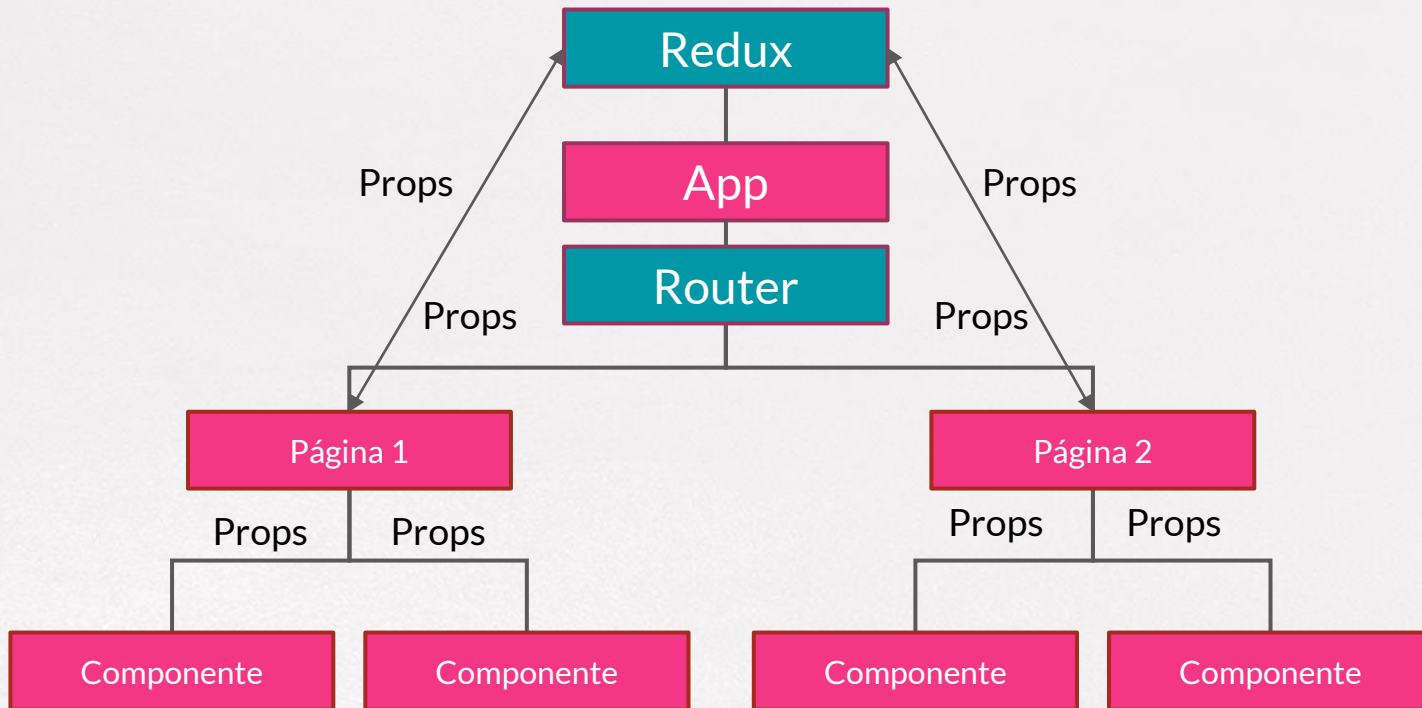 Redux
Props
App
Props
Props
Router
Props
Página 1
Página 2
Props
Props
Props
Props
Componente
Componente
Componente
Componente